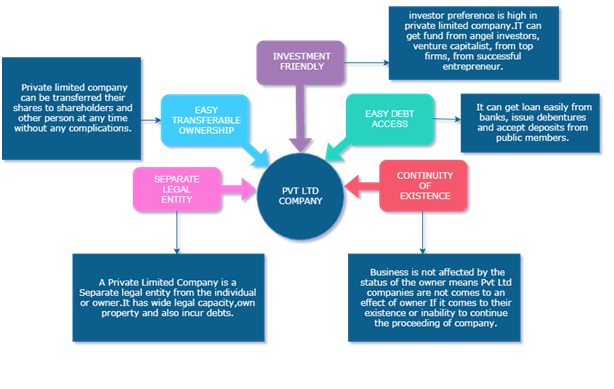 investor preference is high in
private limited company.IT can
get fund from angel investors,
venture capitalist, from top
firms, from successful
entrepreneur.
INVESTMENT
FRIENDLY
Private limited company
can be transferred their
shares to shareholders and
other person at any time
without any complications.
EASY
TRANSFERABLE
OWNERSHIP
EASY DEBT
ACCESS
It can get loan easily from
banks, issue debentures
and accept deposits from
public members.
SEPARATE
LEGAL
ENTITY
PVT LTD
COMPANY
CONTINUITY
OF
EXISTENCE
A Private Limited Company is a
Separate legal entity from the individual
or owner.It has wide legal capacity,own
property and also incur debts.
Business is not affected by the
status of the owner means Pvt Ltd
companies are not comes to an
effect of owner If it comes to their
existence or inability to continue
the proceeding of company.